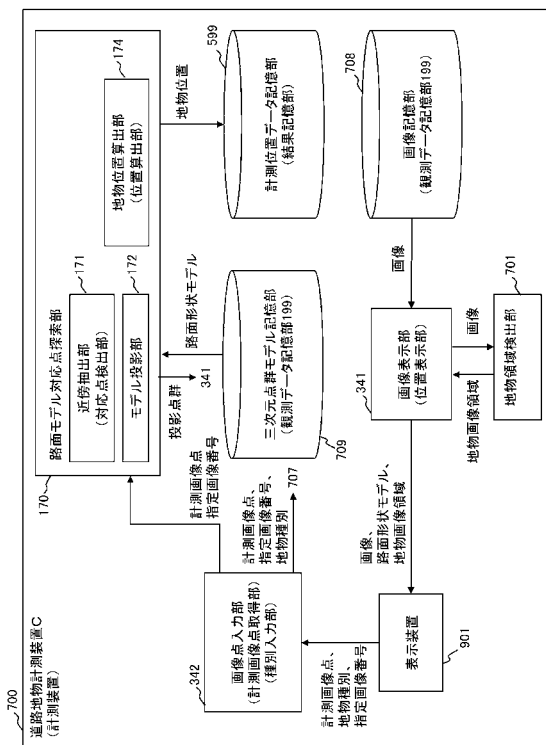 700
道路地物計測装置C
(計測装置)
170
路面モデル対応点探索部
171
近傍抽出部
(対応点検出部)
172
モデル投影部
174
地物位置算出部
(位置算出部)
計測画像点
指定画像番号
投影点群
341
路面形状モデル
地物位置
342
画像点入力部
(計測画像点取得部)
(種別入力部)
計測画像点、
指定画像番号、
地物種別
707
三次元点群モデル記憶部
(観測データ記憶部199)
709
計測位置データ記憶部
(結果記憶部)
599
計測画像点、
地物種別、
指定画像番号
表示装置
901
画像、
路面形状モデル、
地物画像領域
画像表示部
(位置表示部)
341
画像
画像記憶部
(観測データ記憶部199)
708
地物画像領域
画像
地物領域検出部
701